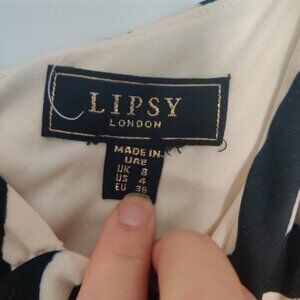 LIPSY
LONDON
MADE IN
UAE
UK 8
US 4
EU 36